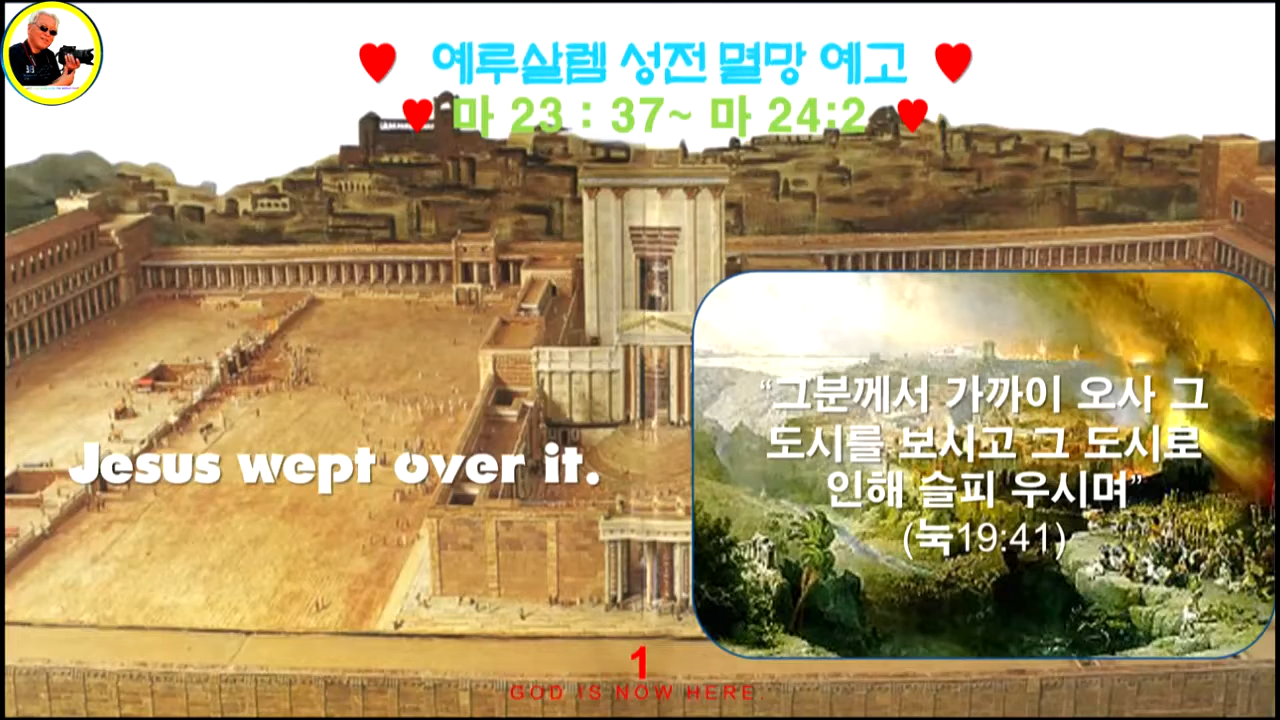 ♥ 예루살렘 성전 멸망 예고 ♥
♥ 마 23 : 37~ 마 24:2 ♥
Jesus wept over it.
“그분께서 가까이 오사 그
도시를 보시고 그 도시로
인해 슬피 우시며”
(눅19:41)
1
GOD IS NOW HERE.